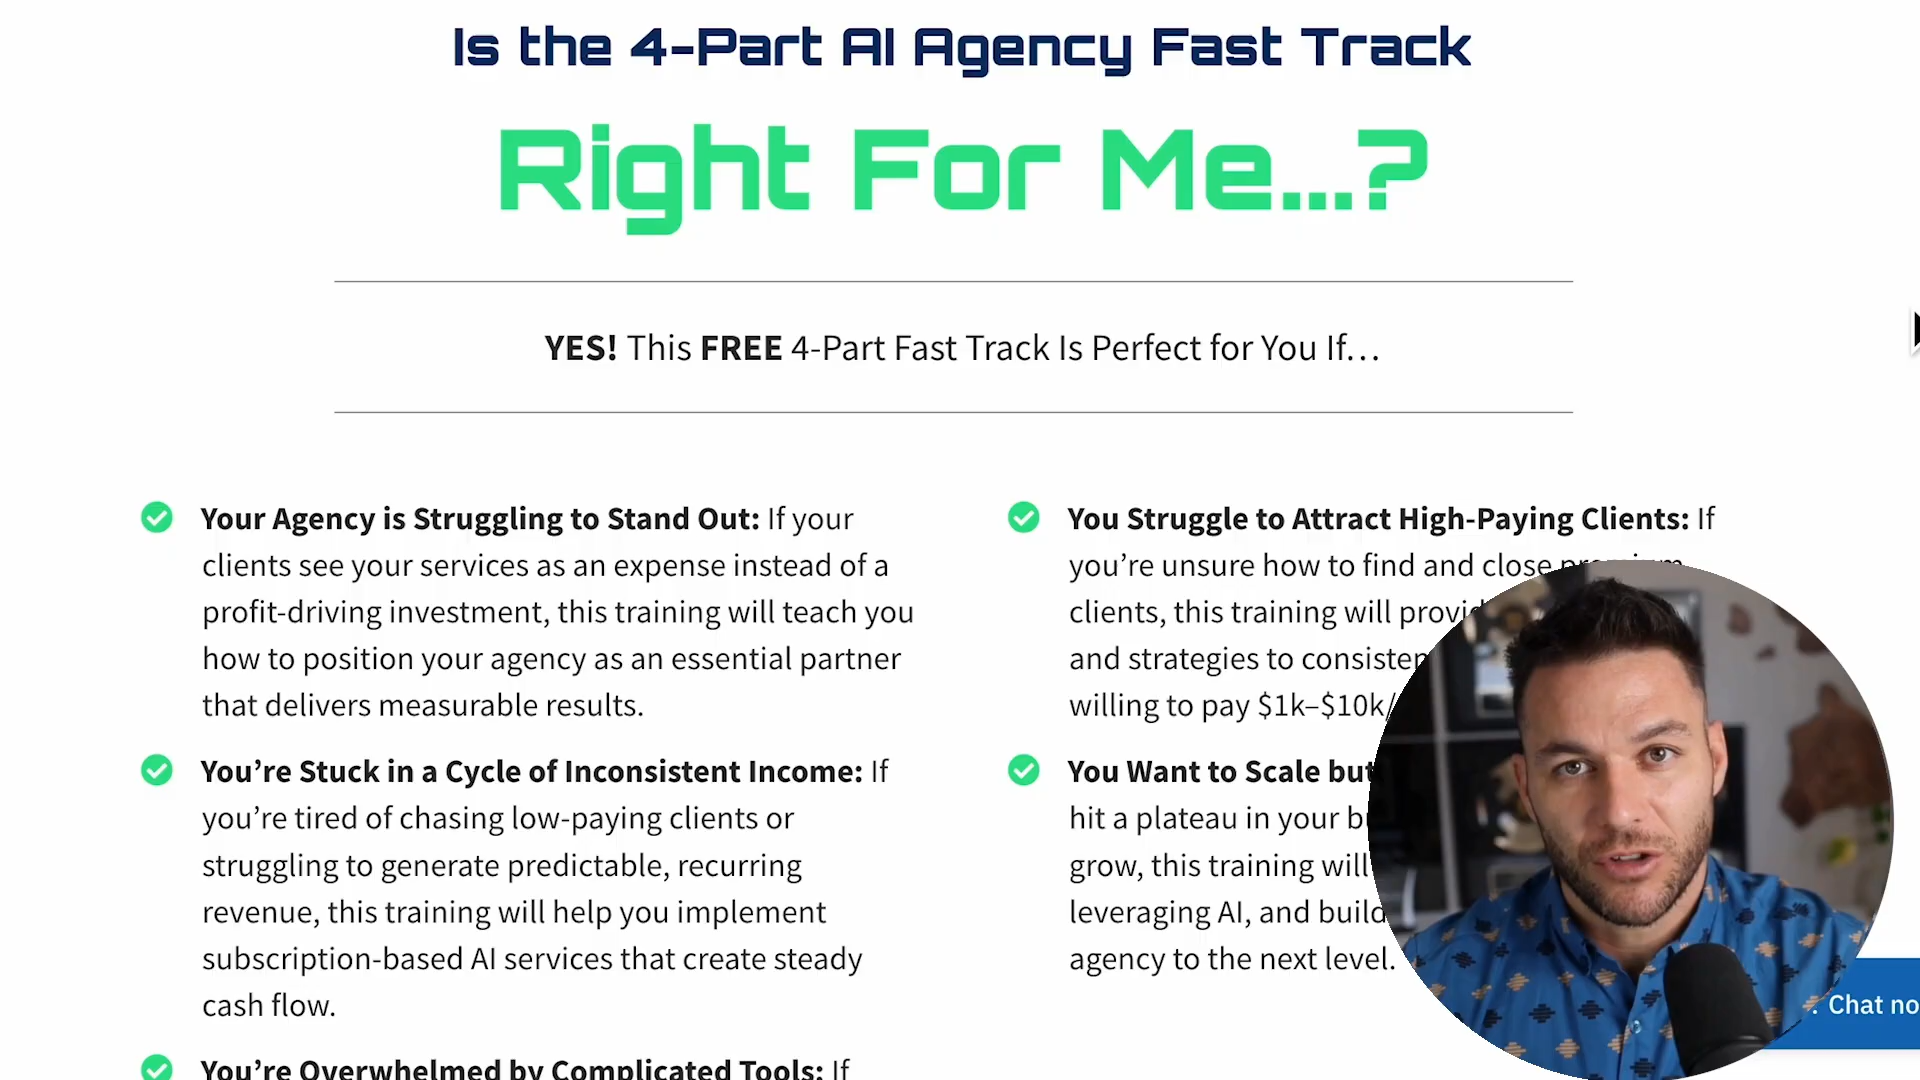 Is the 4-Part AI Agency Fast Track
Right For Me...?
YES! This FREE 4-Part Fast Track Is Perfect for You If...
Your Agency is Struggling to Stand Out: If your
clients see your services as an expense instead of a
profit-driving investment, this training will teach you
how to position your agency as an essential partner
that delivers measurable results.
You’re Stuck in a Cycle of Inconsistent Income: If
you’re tired of chasing low-paying clients or
struggling to generate predictable, recurring
revenue, this training will help you implement
subscription-based AI services that create steady
cash flow.
You’re Overwhelmed by Complicated Tools: If
You Struggle to Attract High-Paying Clients: If
you’re unsure how to find and close
clients, this training will
and strategies to
willing to pay $1k–$10k/
You Want to Scale but
hit a plateau in your
grow, this training will
leveraging AI, and
agency to the next level.
Chat